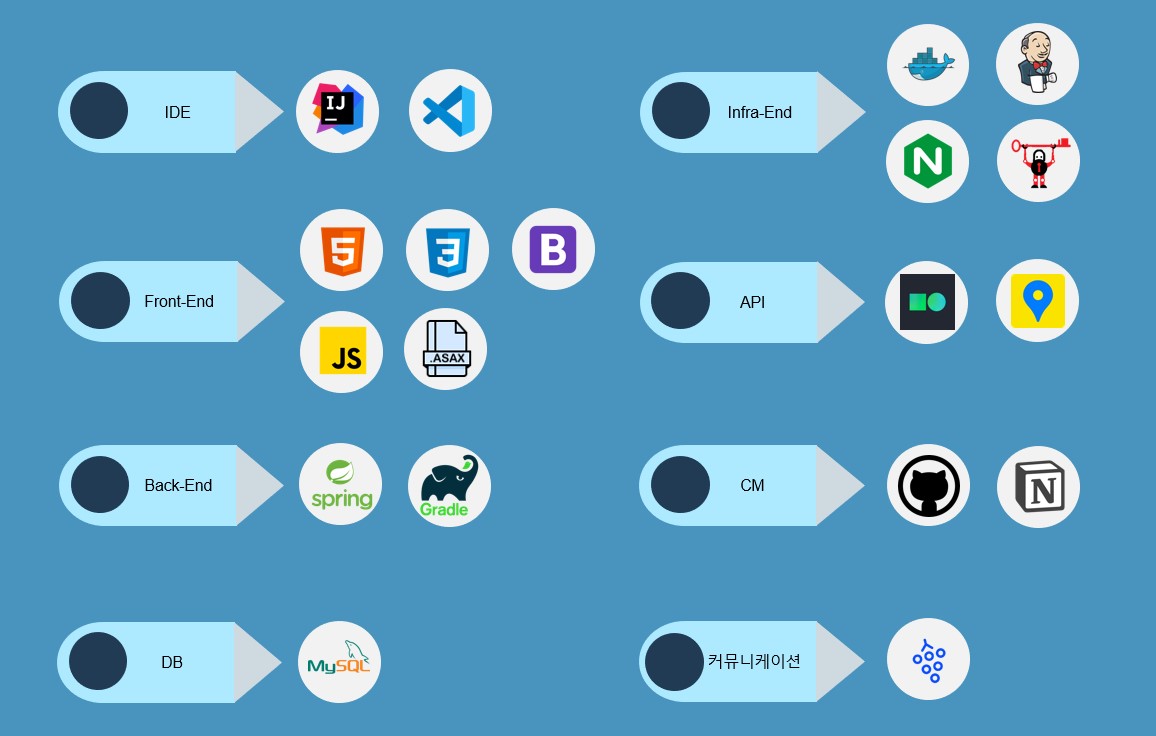 IDE
IJ
Infra-End
N
Front-End
5
3
B
JS
.ASAX
API
Back-End
spring
Gradle
CM
N
DB
MySQL
커뮤니케이션